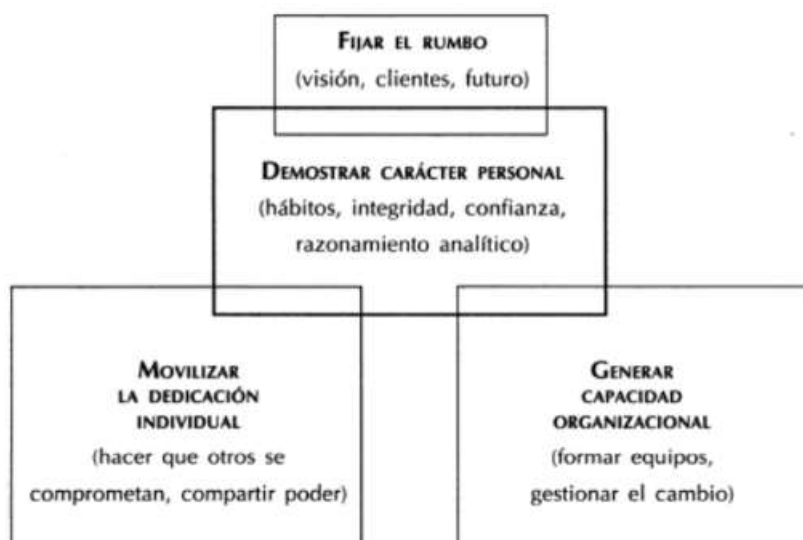 FIJAR EL RUMBO
(visión, clientes, futuro)
DEMOSTRAR CARÁCTER PERSONAL
(hábitos, integridad, confianza,
razonamiento analítico)
MOVILIZAR
LA DEDICACIÓN
INDIVIDUAL
(hacer que otros se
comprometan, compartir poder)
GENERAR
CAPACIDAD
ORGANIZACIONAL
(formar equipos,
gestionar el cambio)